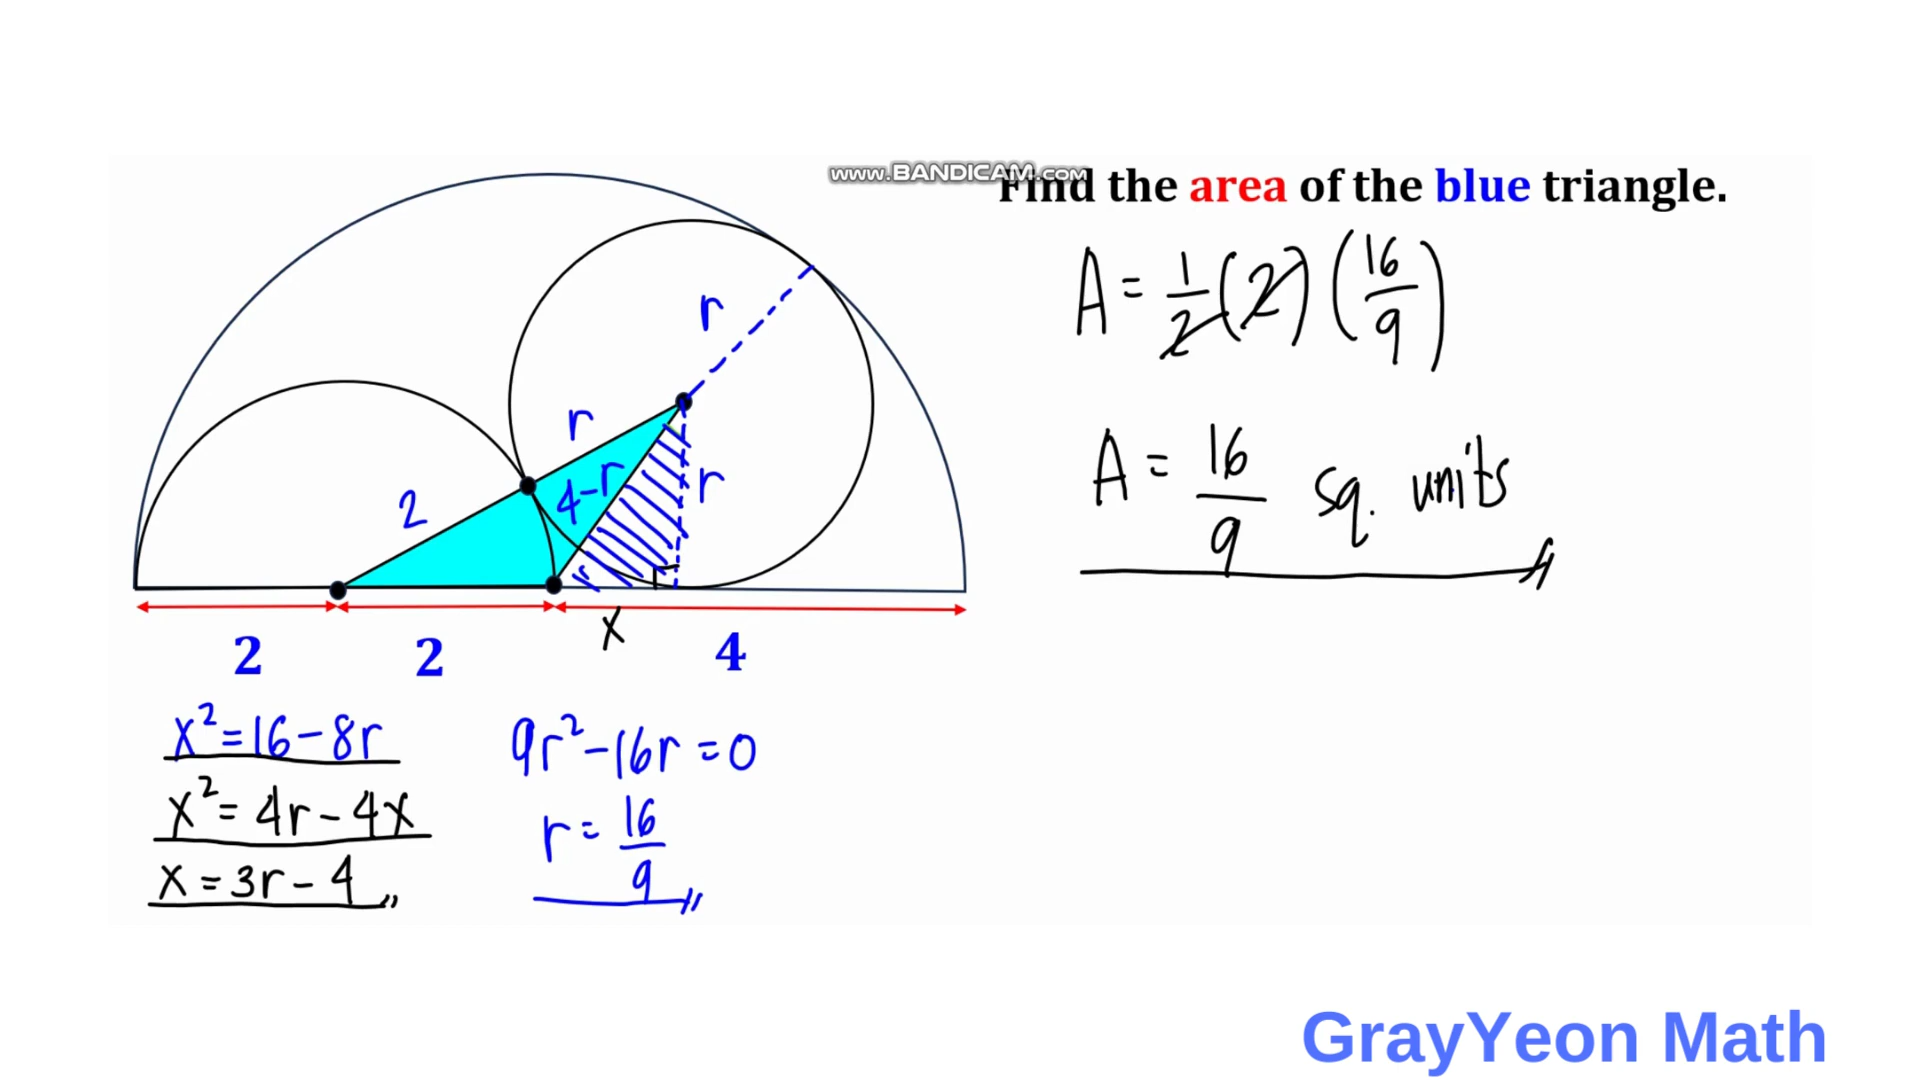 www.BANDICAM.com
Find the area of the blue triangle.
A = 1/2 (2) (16/9)
A = 16/9 sq. units
r
r
4-r
r
2
r
x
2
2
4
x² = 16 - 8r
x² = 4r - 4x
x = 3r - 4
9r² - 16r = 0
r = 16/9
GrayYeon Math